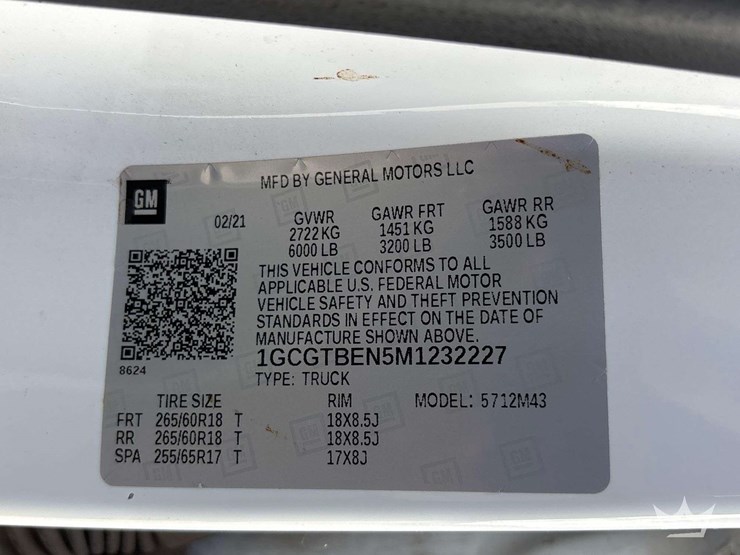 MFD BY GENERAL MOTORS LLC
GM
02/21
GVWR GAWR FRT GAWR RR
2722 KG 1451 KG 1588 KG
6000 LB 3200 LB 3500 LB
THIS VEHICLE CONFORMS TO ALL
APPLICABLE U.S. FEDERAL MOTOR
VEHICLE SAFETY AND THEFT PREVENTION
STANDARDS IN EFFECT ON THE DATE OF
MANUFACTURE SHOWN ABOVE.
8624
1GCGTBEN5M1232227
TYPE: TRUCK
TIRE SIZE RIM MODEL: 5712M43
FRT 265/60R18 T 18X8.5J
RR 265/60R18 T 18X8.5J
SPA 255/65R17 T 17X8J